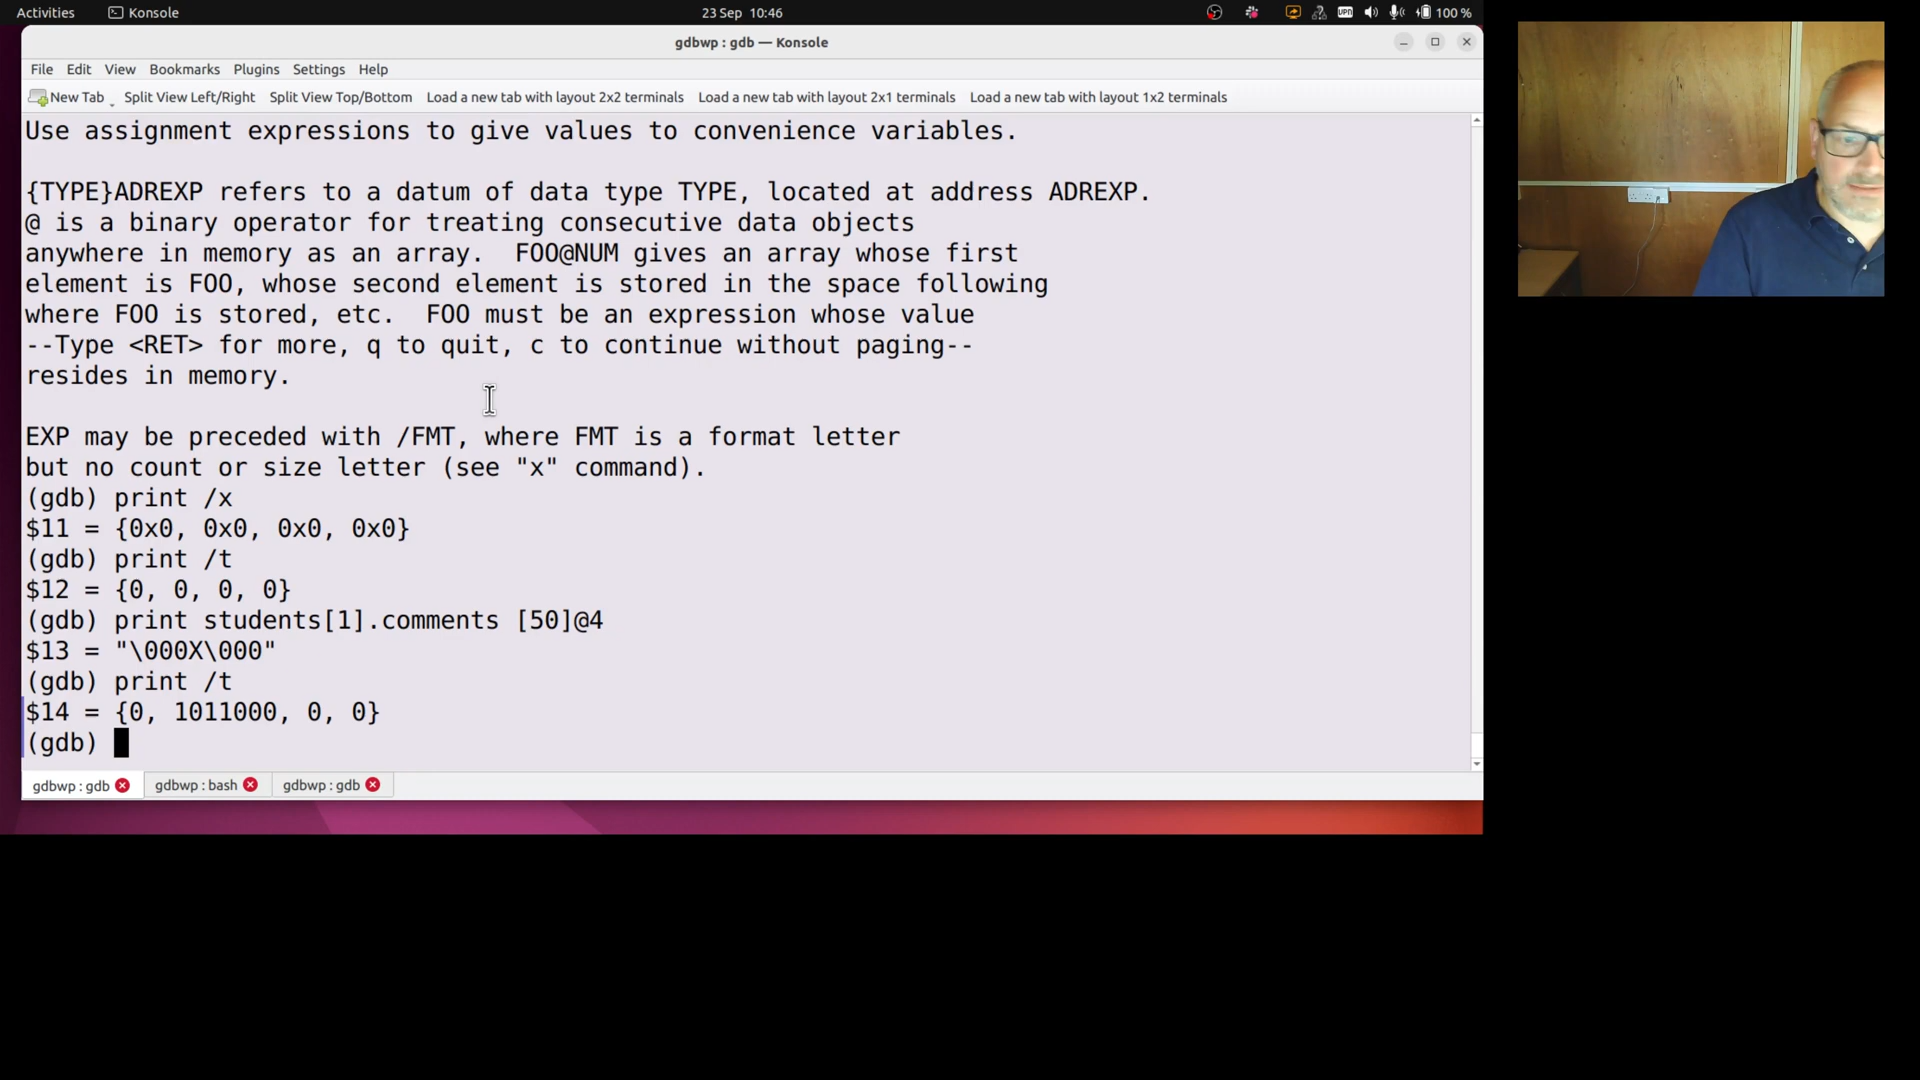 Activities Konsole 23 Sep 10:46 100 %
gdbwp : gdb — Konsole
File Edit View Bookmarks Plugins Settings Help
New Tab Split View Left/Right Split View Top/Bottom Load a new tab with layout 2x2 terminals Load a new tab with layout 2x1 terminals Load a new tab with layout 1x2 terminals
Use assignment expressions to give values to convenience variables.
{TYPE}ADREXP refers to a datum of data type TYPE, located at address ADREXP.
@ is a binary operator for treating consecutive data objects
anywhere in memory as an array.  FOO@NUM gives an array whose first
element is FOO, whose second element is stored in the space following
where FOO is stored, etc.  FOO must be an expression whose value
--Type <RET> for more, q to quit, c to continue without paging--
resides in memory.
EXP may be preceded with /FMT, where FMT is a format letter
but no count or size letter (see "x" command).
(gdb) print /x
$11 = {0x0, 0x0, 0x0, 0x0}
(gdb) print /t
$12 = {0, 0, 0, 0}
(gdb) print students[1].comments [50]@4
$13 = "\000X\000"
(gdb) print /t
$14 = {0, 1011000, 0, 0}
(gdb)
gdbwp : gdb gdbwp : bash gdbwp : gdb